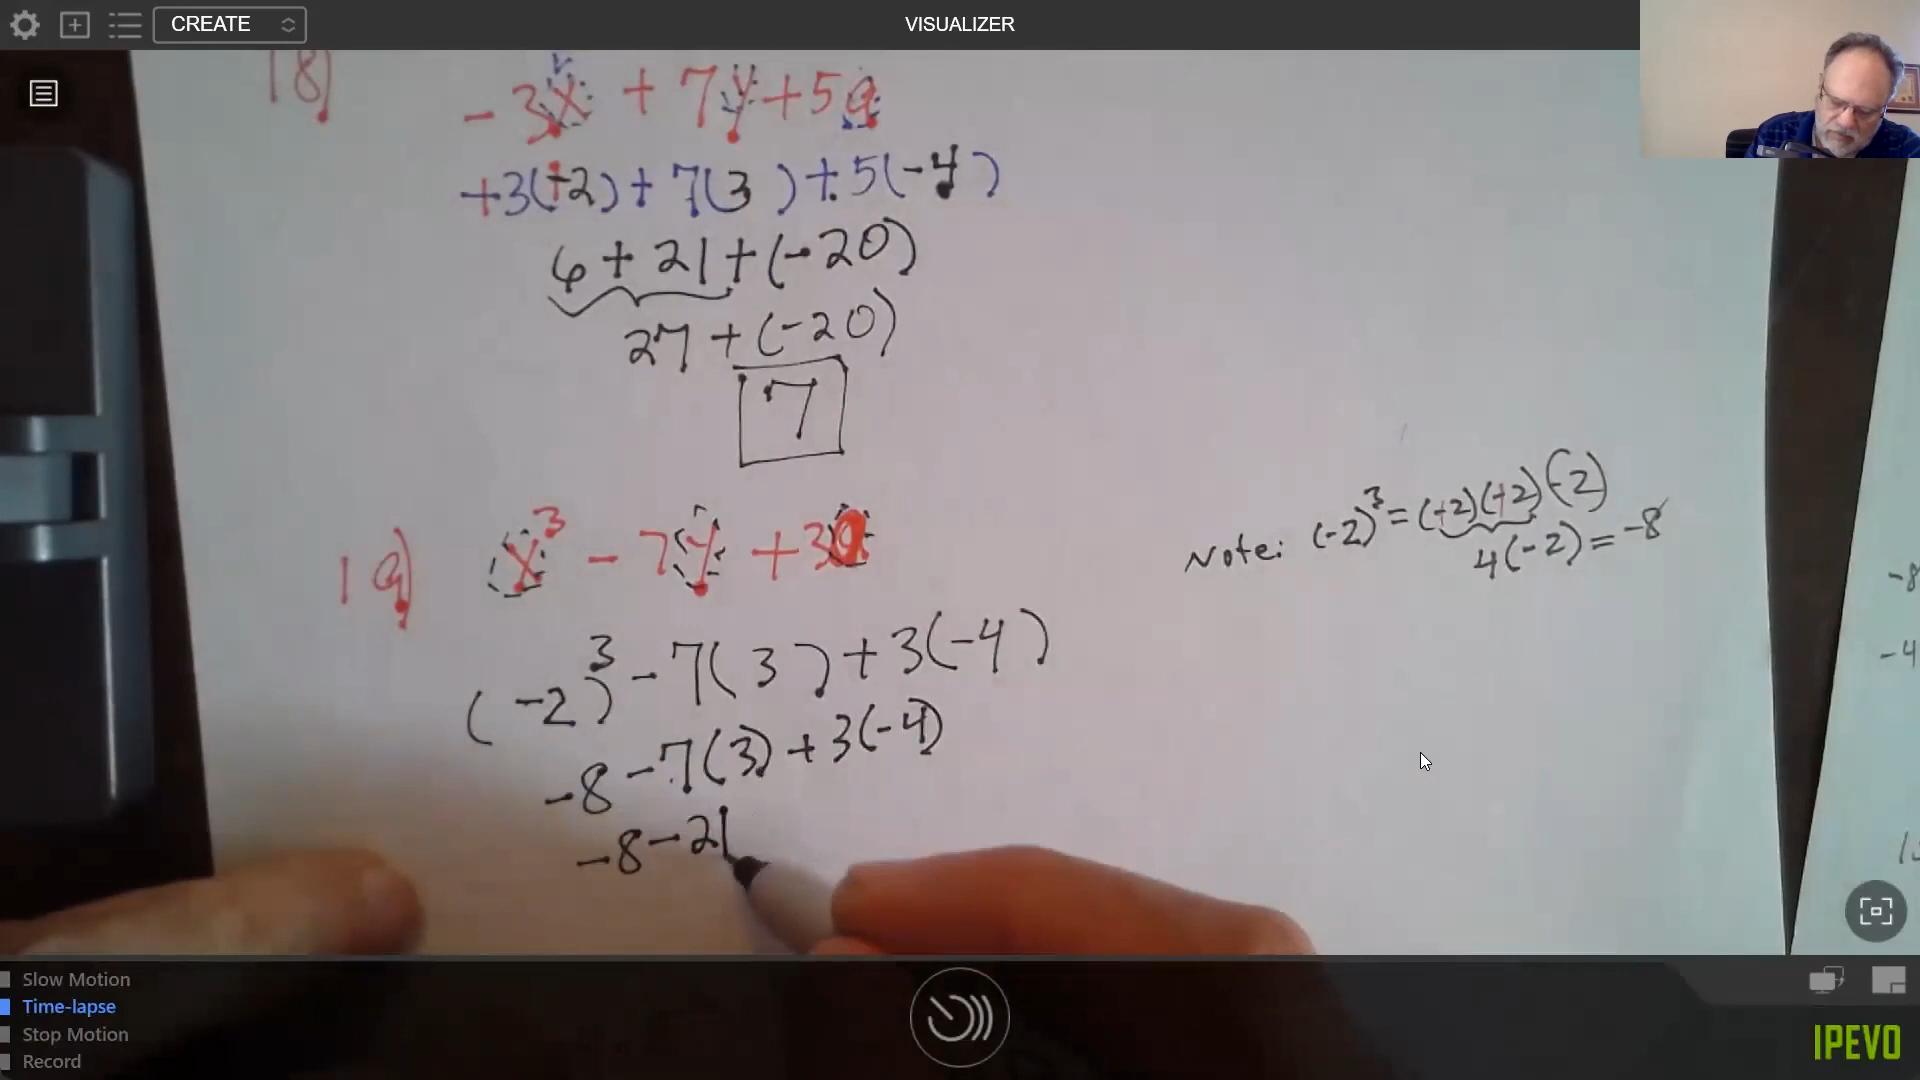 CREATE
VISUALIZER
18)
-3x + 7y + 5a
+3(+2) + 7(3) + 5(-4)
6 + 21 + (-20)
27 + (-20)
7
19) x³ - 7y + 3a
Note: (-2)³ = (-2)(-2)(-2)
4(-2) = -8
(-2)³ - 7(3) + 3(-4)
-8 - 7(3) + 3(-4)
-8 - 21
-8
-4
Slow Motion
Time-lapse
Stop Motion
Record
IPEVO